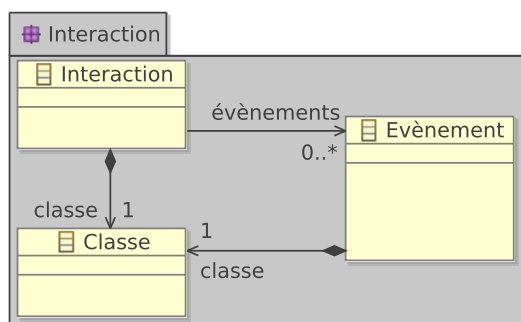 Interaction
Interaction
évènements
Evènement
0..*
classe 1
1
Classe
classe